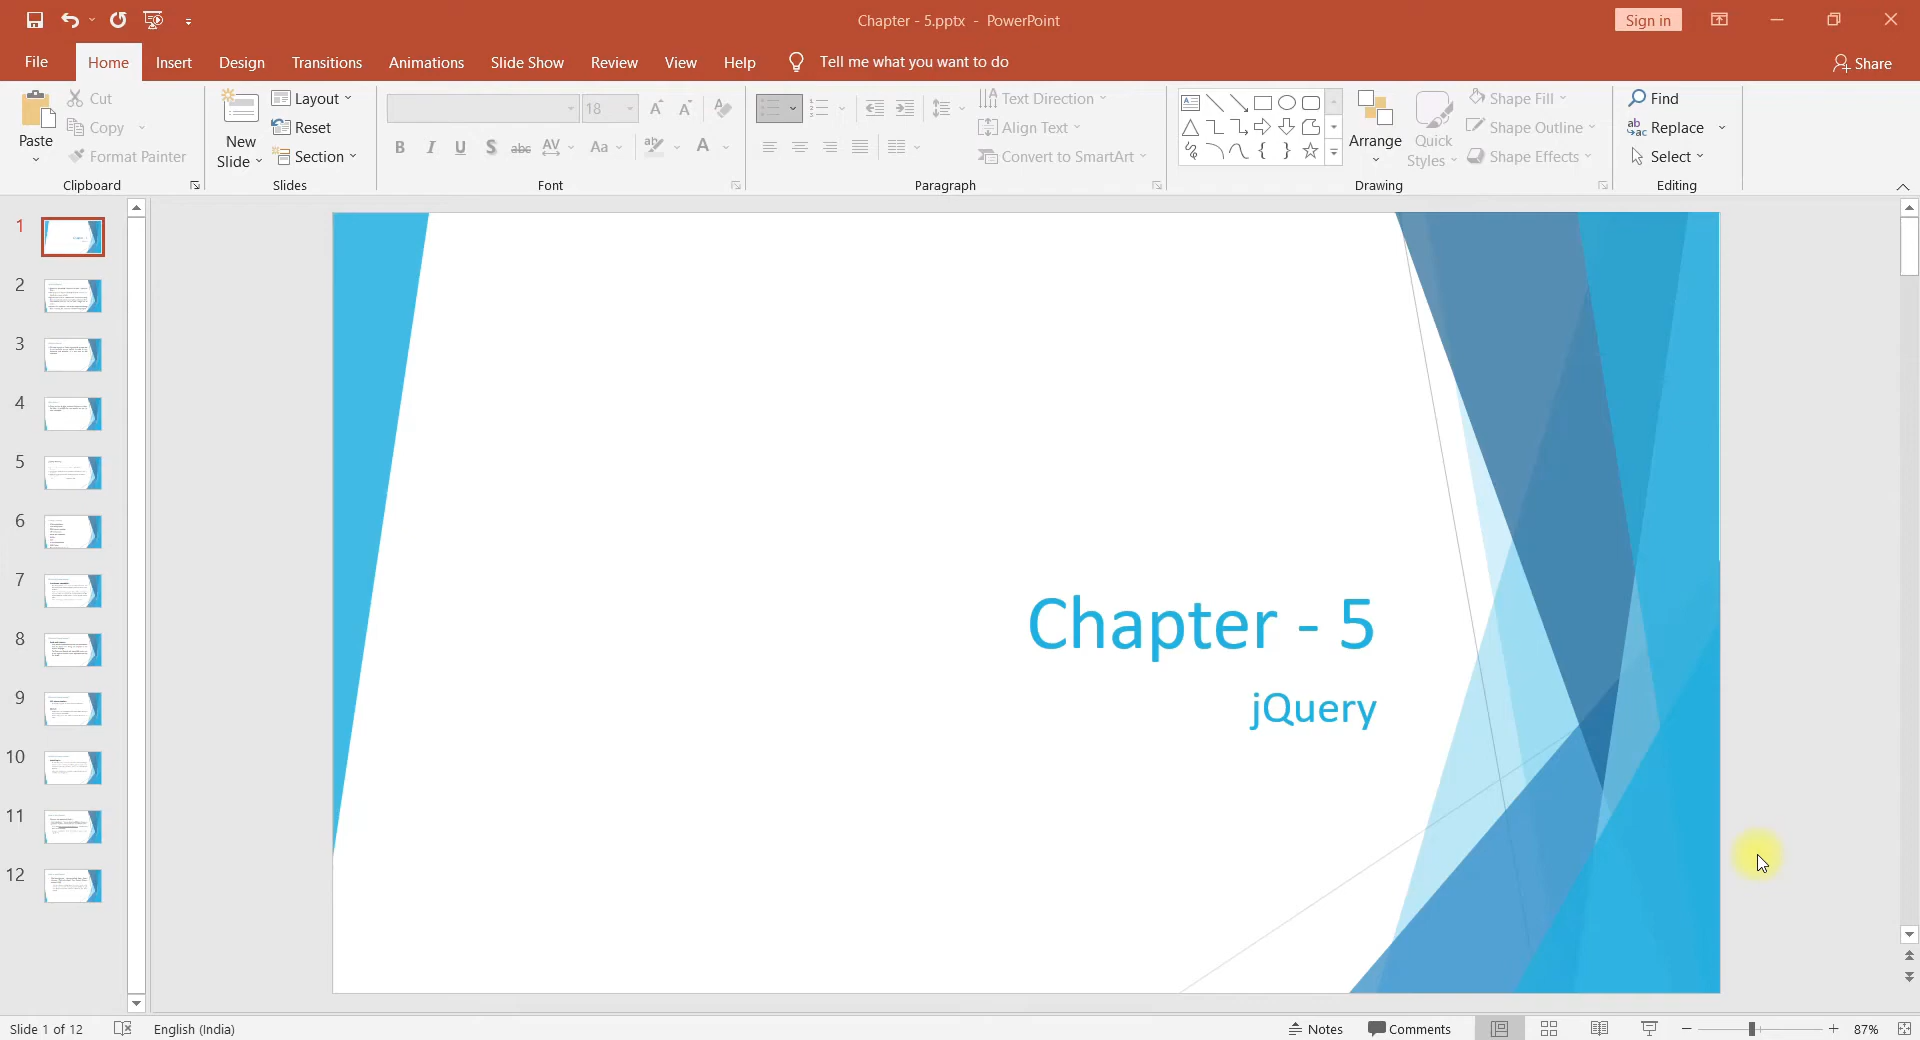 Chapter - 5.pptx - PowerPoint
Sign in
File Home Insert Design Transitions Animations Slide Show Review View Help Tell me what you want to do
Share
Paste
Cut
Copy
Format Painter
Clipboard
New Slide
Layout
Reset
Section
Slides
18
B I U S abc AV Aa A
Font
Text Direction
Align Text
Convert to SmartArt
Paragraph
Arrange
Quick Styles
Shape Fill
Shape Outline
Shape Effects
Drawing
Find
Replace
Select
Editing
1
2
3
4
5
6
7
8
9
10
11
12
Chapter - 5
jQuery
Slide 1 of 12
English (India)
Notes
Comments
87%